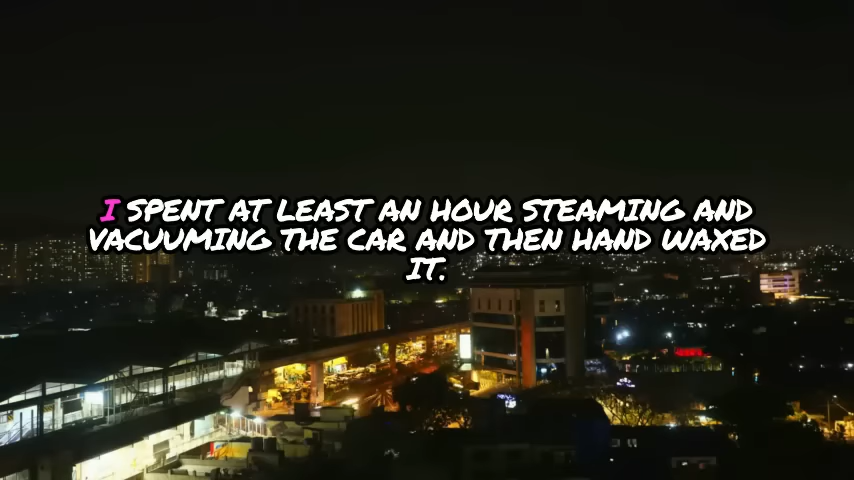 I SPENT AT LEAST AN HOUR STEAMING AND
VACUUMING THE CAR AND THEN HAND WAXED
IT.